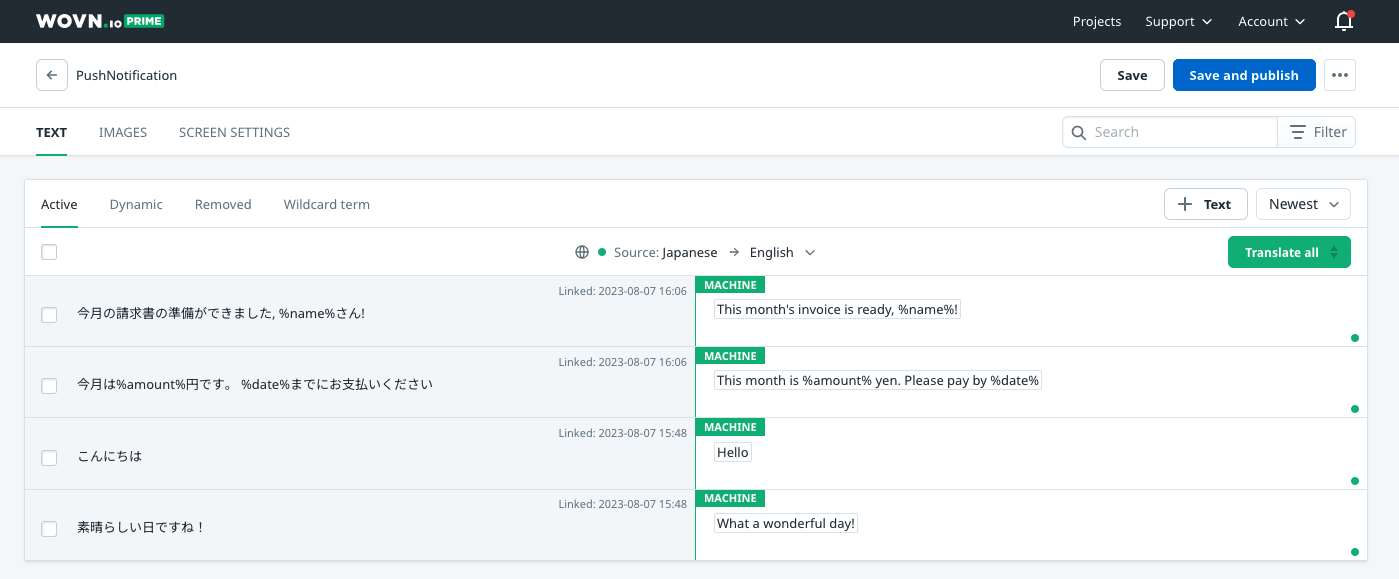 WOVN.io PRIME
Projects Support Account
PushNotification
Save Save and publish
TEXT IMAGES SCREEN SETTINGS
Search Filter
Active Dynamic Removed Wildcard term
Text Newest
Source: Japanese → English
Translate all
Linked: 2023-08-07 16:06
今月の請求書の準備ができました, %name%さん!
MACHINE
This month's invoice is ready, %name%!
Linked: 2023-08-07 16:06
今月は%amount%円です。 %date%までにお支払いください
MACHINE
This month is %amount% yen. Please pay by %date%
Linked: 2023-08-07 15:48
こんにちは
MACHINE
Hello
Linked: 2023-08-07 15:48
素晴らしい日ですね！
MACHINE
What a wonderful day!